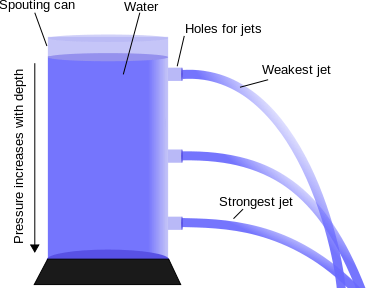 Spouting can
Water
Holes for jets
Weakest jet
Pressure increases with depth
Strongest jet